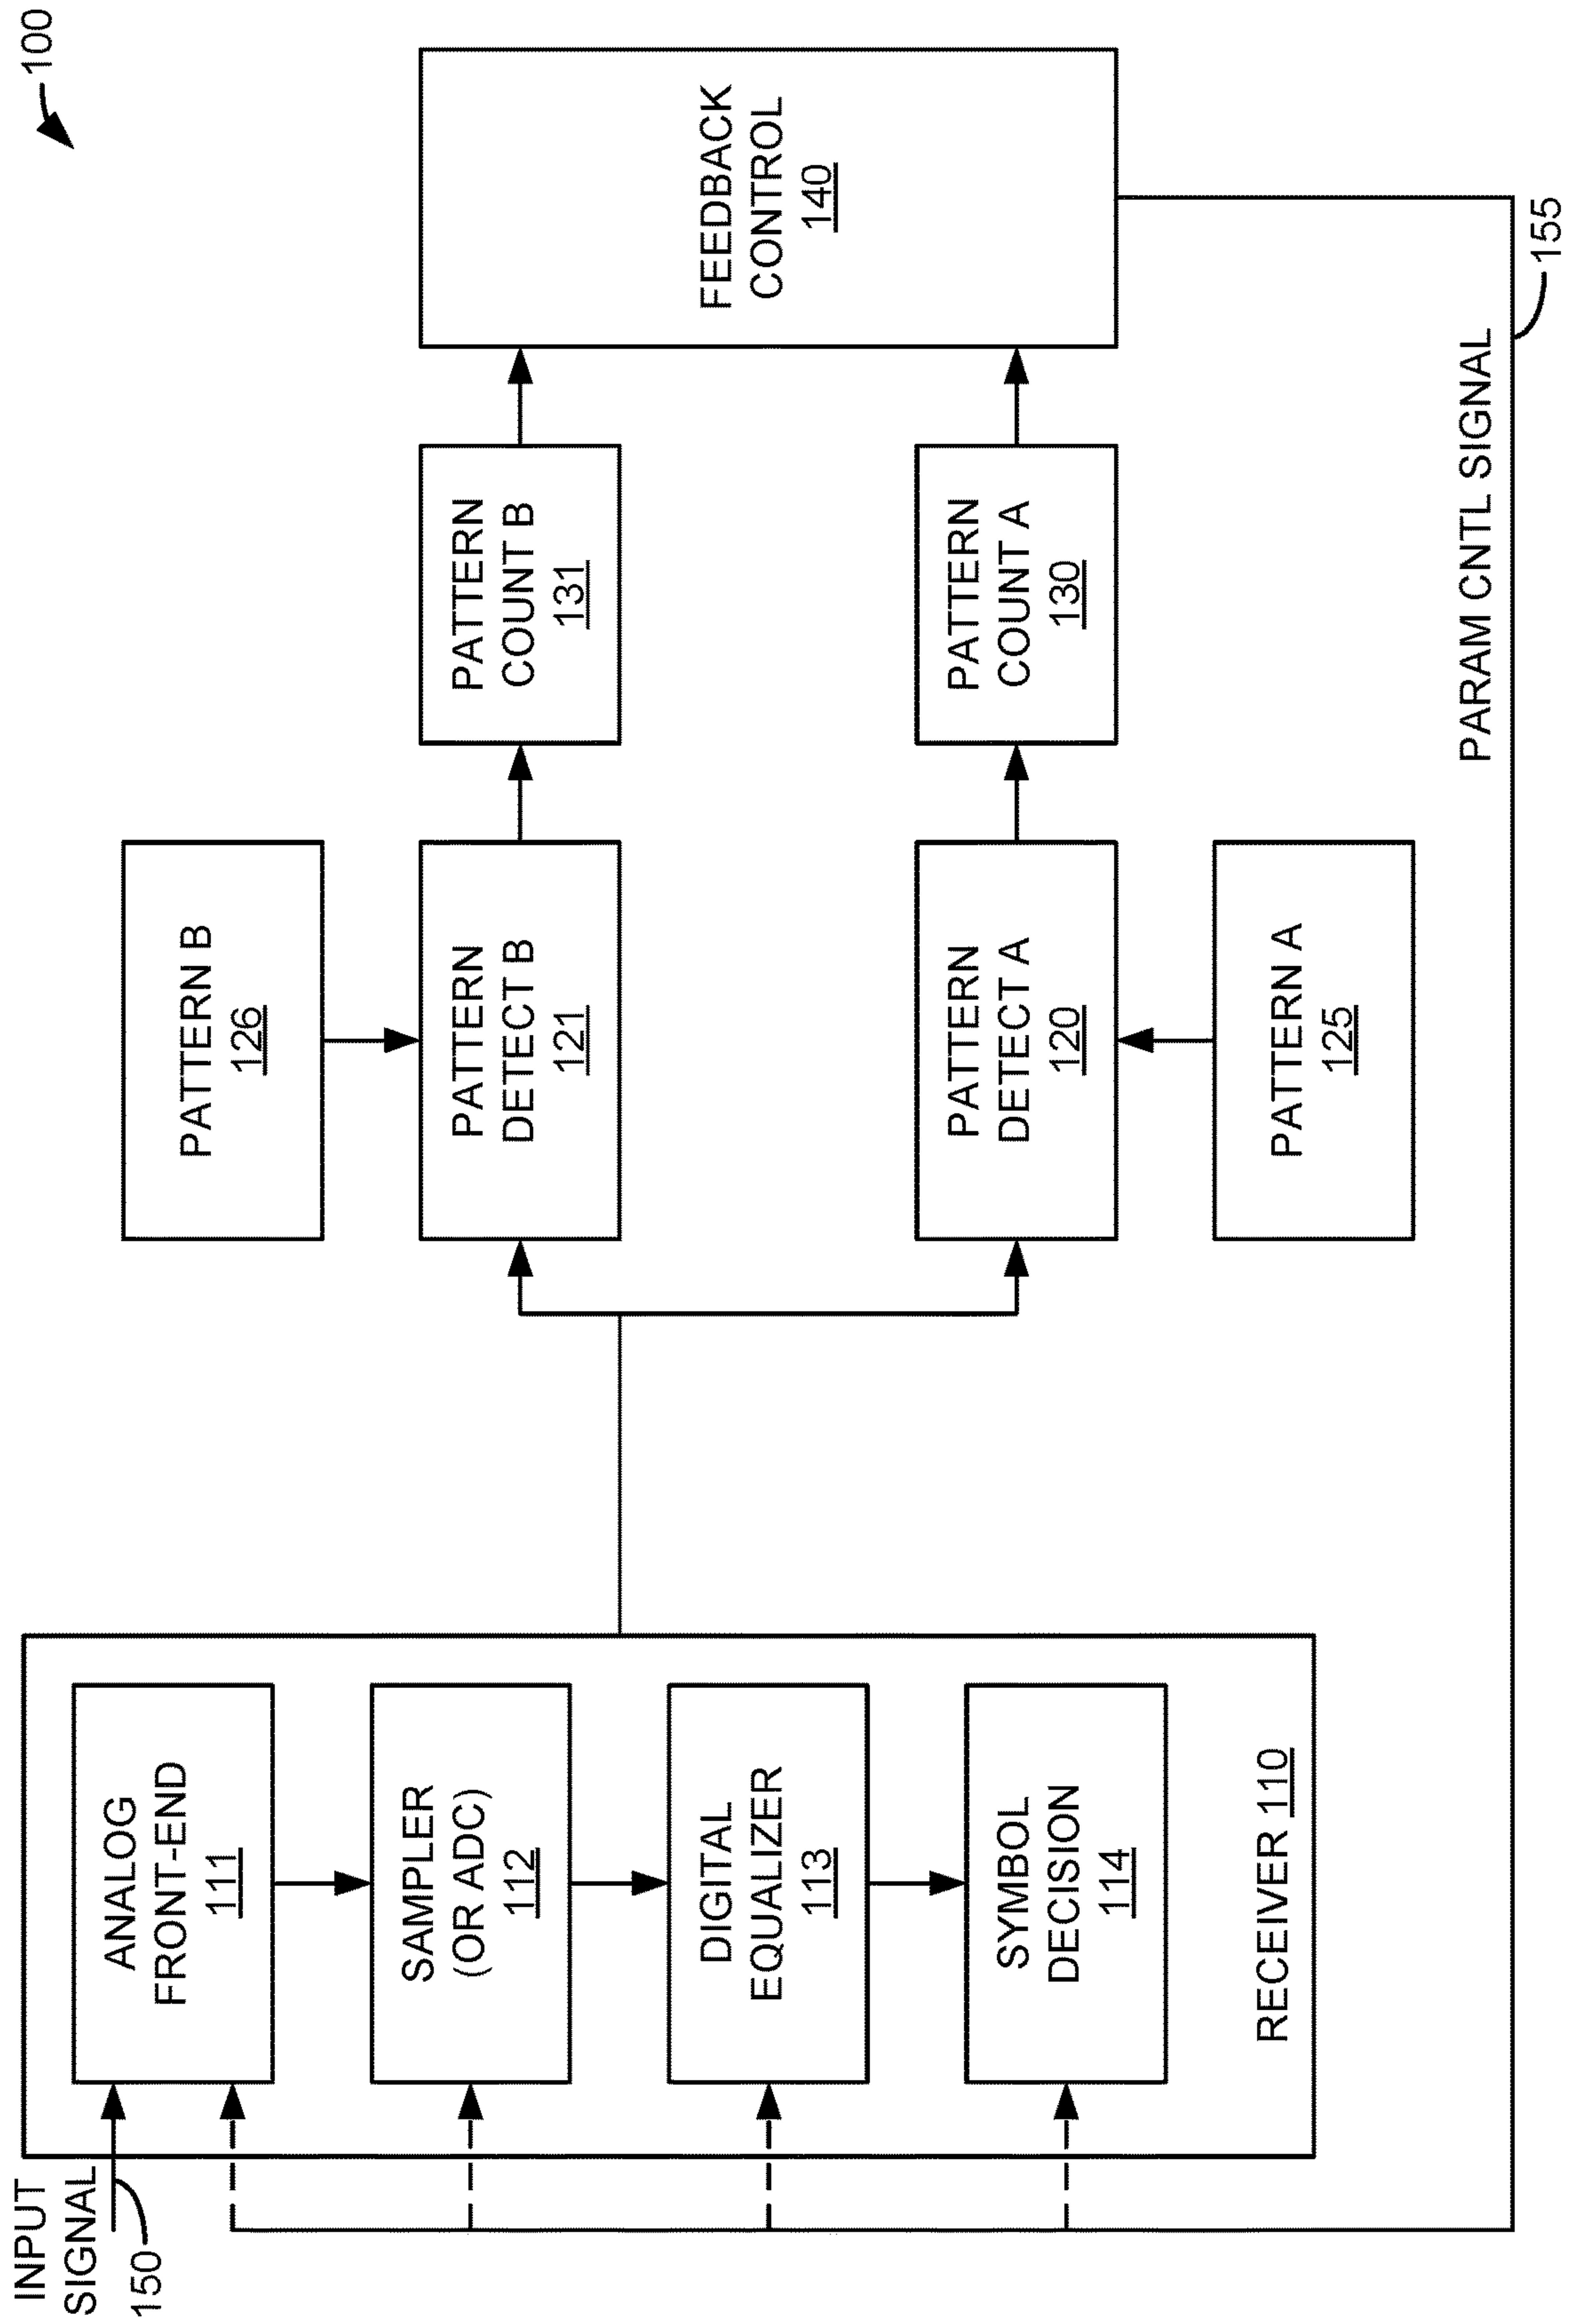 100
INPUT
SIGNAL
150
ANALOG
FRONT-END
111
SAMPLER
(OR ADC)
112
DIGITAL
EQUALIZER
113
SYMBOL
DECISION
114
RECEIVER 110
PATTERN B
126
PATTERN
DETECT B
121
PATTERN
DETECT A
120
PATTERN A
125
PATTERN
COUNT B
131
PATTERN
COUNT A
130
FEEDBACK
CONTROL
140
PARAM CNTL SIGNAL
155